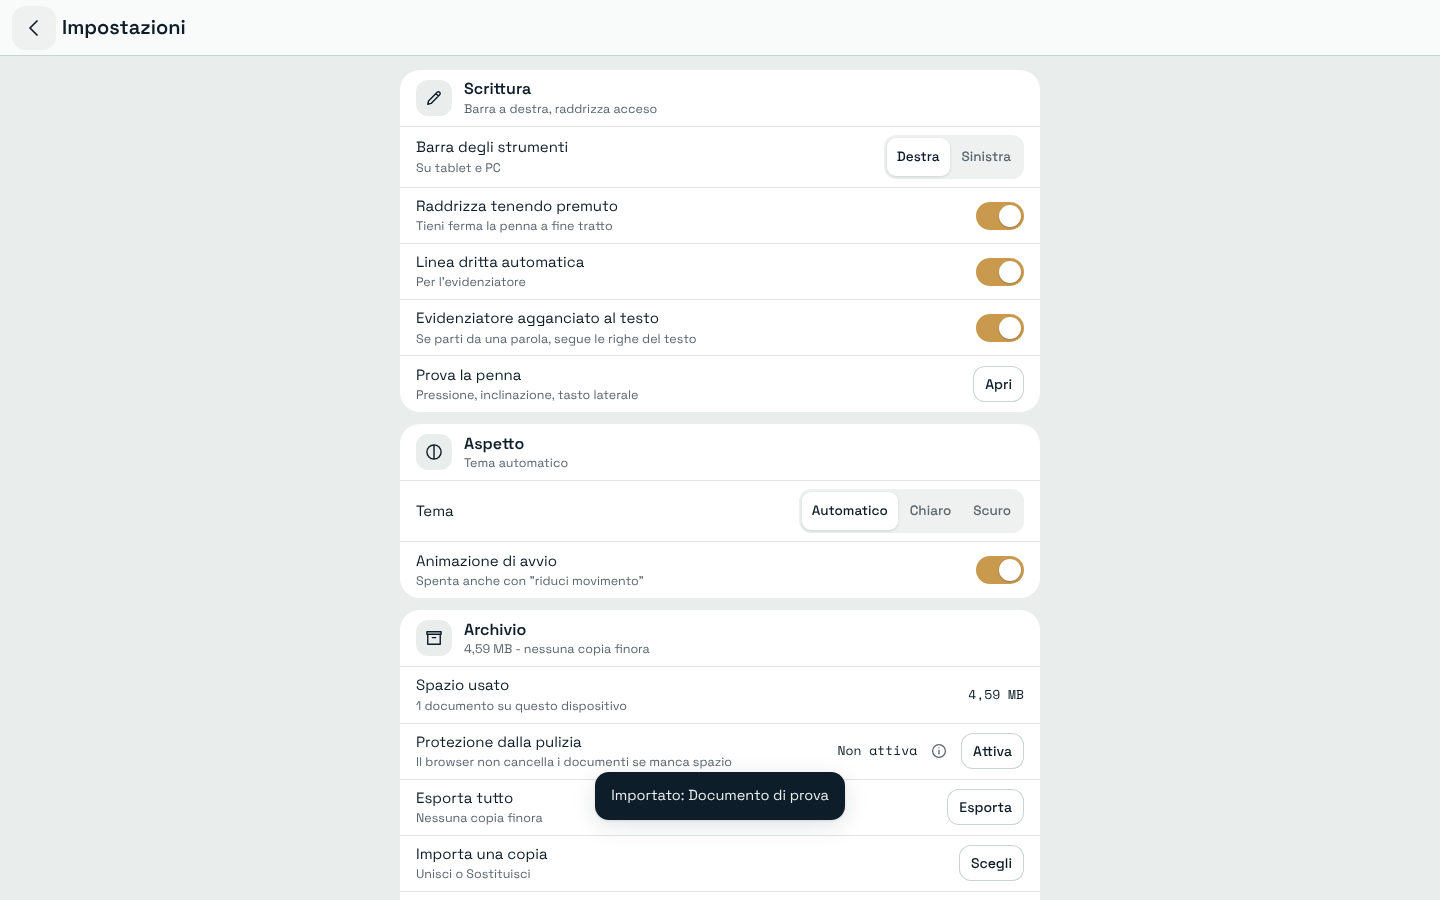 Impostazioni
Scrittura
Barra a destra, raddrizza acceso
Barra degli strumenti
Su tablet e PC
Destra
Sinistra
Raddrizza tenendo premuto
Tieni ferma la penna a fine tratto
Linea dritta automatica
Per l'evidenziatore
Evidenziatore agganciato al testo
Se parti da una parola, segue le righe del testo
Prova la penna
Pressione, inclinazione, tasto laterale
Apri
Aspetto
Tema automatico
Tema
Automatico
Chiaro
Scuro
Animazione di avvio
Spenta anche con "riduci movimento"
Archivio
4,59 MB - nessuna copia finora
Spazio usato
1 documento su questo dispositivo
4,59 MB
Protezione dalla pulizia
Il browser non cancella i documenti se manca spazio
Non attiva
Attiva
Importato: Documento di prova
Esporta tutto
Nessuna copia finora
Esporta
Importa una copia
Unisci o Sostituisci
Scegli